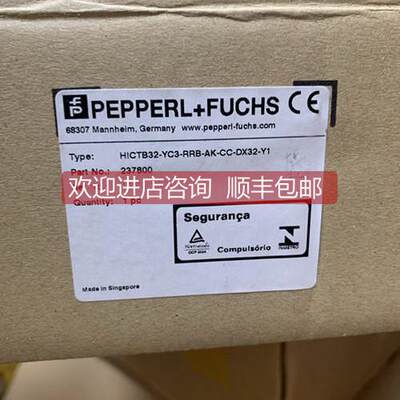 PEPPERL+FUCHS CE
68307 Mannheim, Germany www.pepperl-fuchs.com
Type: HICTB32-YC3-RRB-AK-CC-DX32-Y1
Part No.: 237800
欢迎进店咨询 顺丰包邮
Quantity: 1 pc
Segurança
Compulsório
Made in Singapore